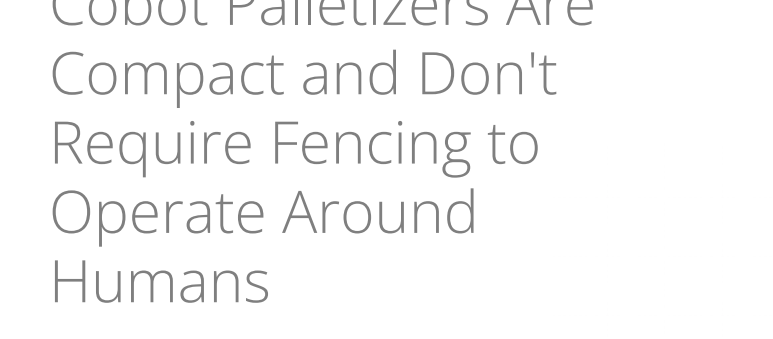 Cobot Palletizers Are
Compact and Don't
Require Fencing to
Operate Around
Humans